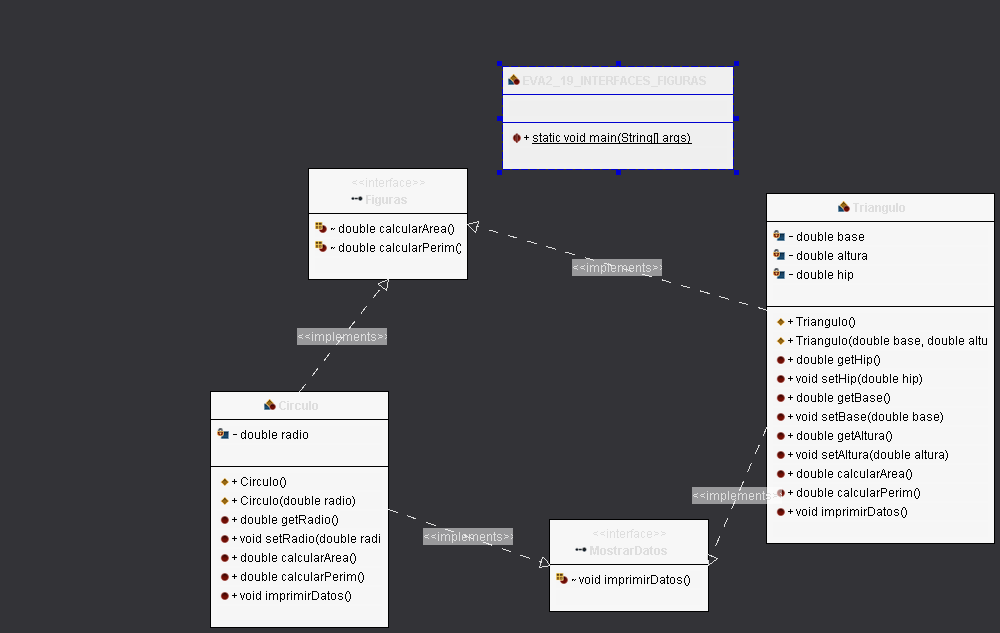 EVA2_19_INTERFACES_FIGURAS
+ static void main(String[] args)
<<interface>>
Figuras
~ double calcularArea()
~ double calcularPerim()
Triangulo
- double base
- double altura
- double hip
+ Triangulo()
+ Triangulo(double base, double altu
+ double getHip()
+ void setHip(double hip)
+ double getBase()
+ void setBase(double base)
+ double getAltura()
+ void setAltura(double altura)
+ double calcularArea()
+ double calcularPerim()
+ void imprimirDatos()
<<implements>>
<<implements>>
Circulo
- double radio
+ Circulo()
+ Circulo(double radio)
+ double getRadio()
+ void setRadio(double radi
+ double calcularArea()
+ double calcularPerim()
+ void imprimirDatos()
<<implements>>
<<implements>>
<<interface>>
MostrarDatos
~ void imprimirDatos()